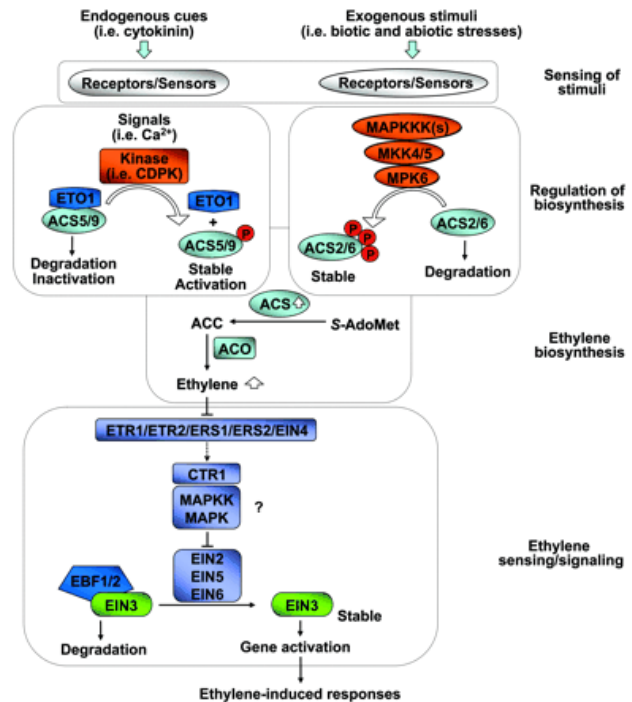 Endogenous cues
(i.e. cytokinin)
Exogenous stimuli
(i.e. biotic and abiotic stresses)
Receptors/Sensors
Receptors/Sensors
Sensing of
stimuli
Signals
(i.e. Ca²⁺)
Kinase
(i.e. CDPK)
ETO1
ACS5/9
Degradation
Inactivation
ETO1
+
ACS5/9
P
Stable
Activation
MAPKKK(s)
MKK4/5
MPK6
ACS2/6
P
P
P
Stable
ACS2/6
Degradation
Regulation of
biosynthesis
ACS
ACC
S-AdoMet
ACO
Ethylene
Ethylene
biosynthesis
ETR1/ETR2/ERS1/ERS2/EIN4
CTR1
MAPKK
MAPK
?
EIN2
EIN5
EIN6
EBF1/2
EIN3
Degradation
EIN3
Stable
Gene activation
Ethylene
sensing/signaling
Ethylene-induced responses